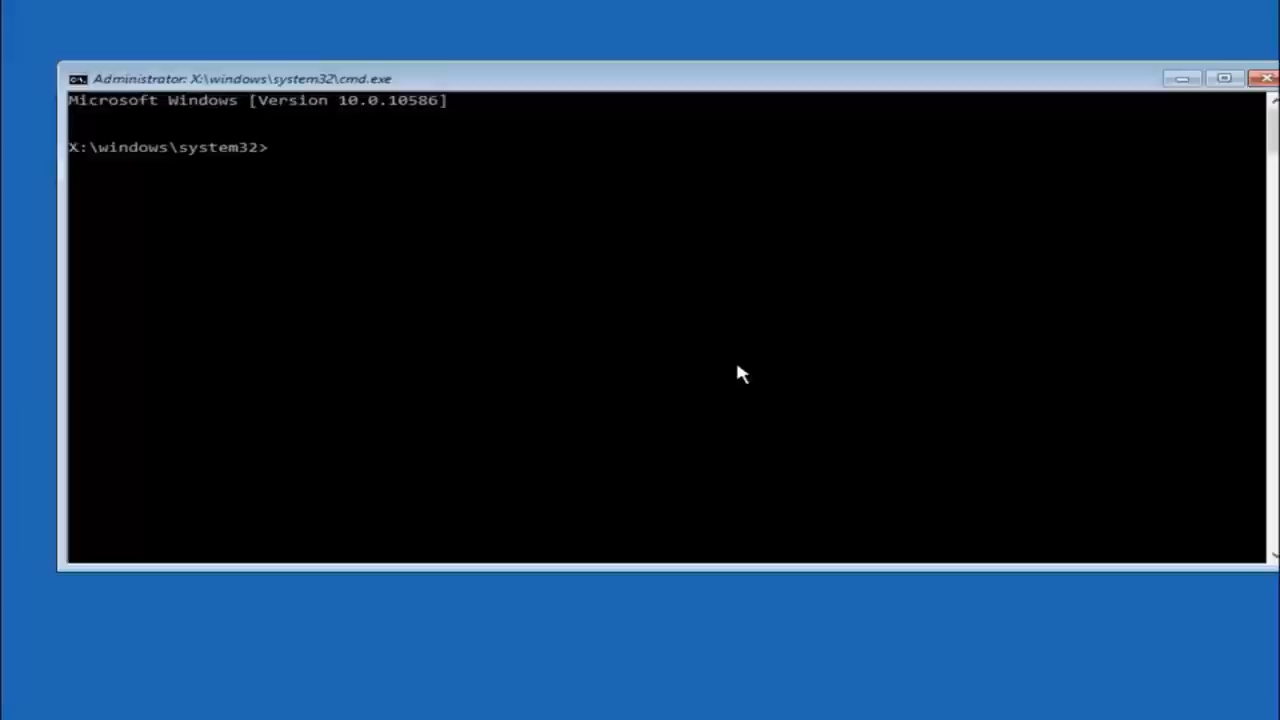 Administrator: X:\windows\system32\cmd.exe
Microsoft Windows [Version 10.0.10586]
X:\windows\system32>